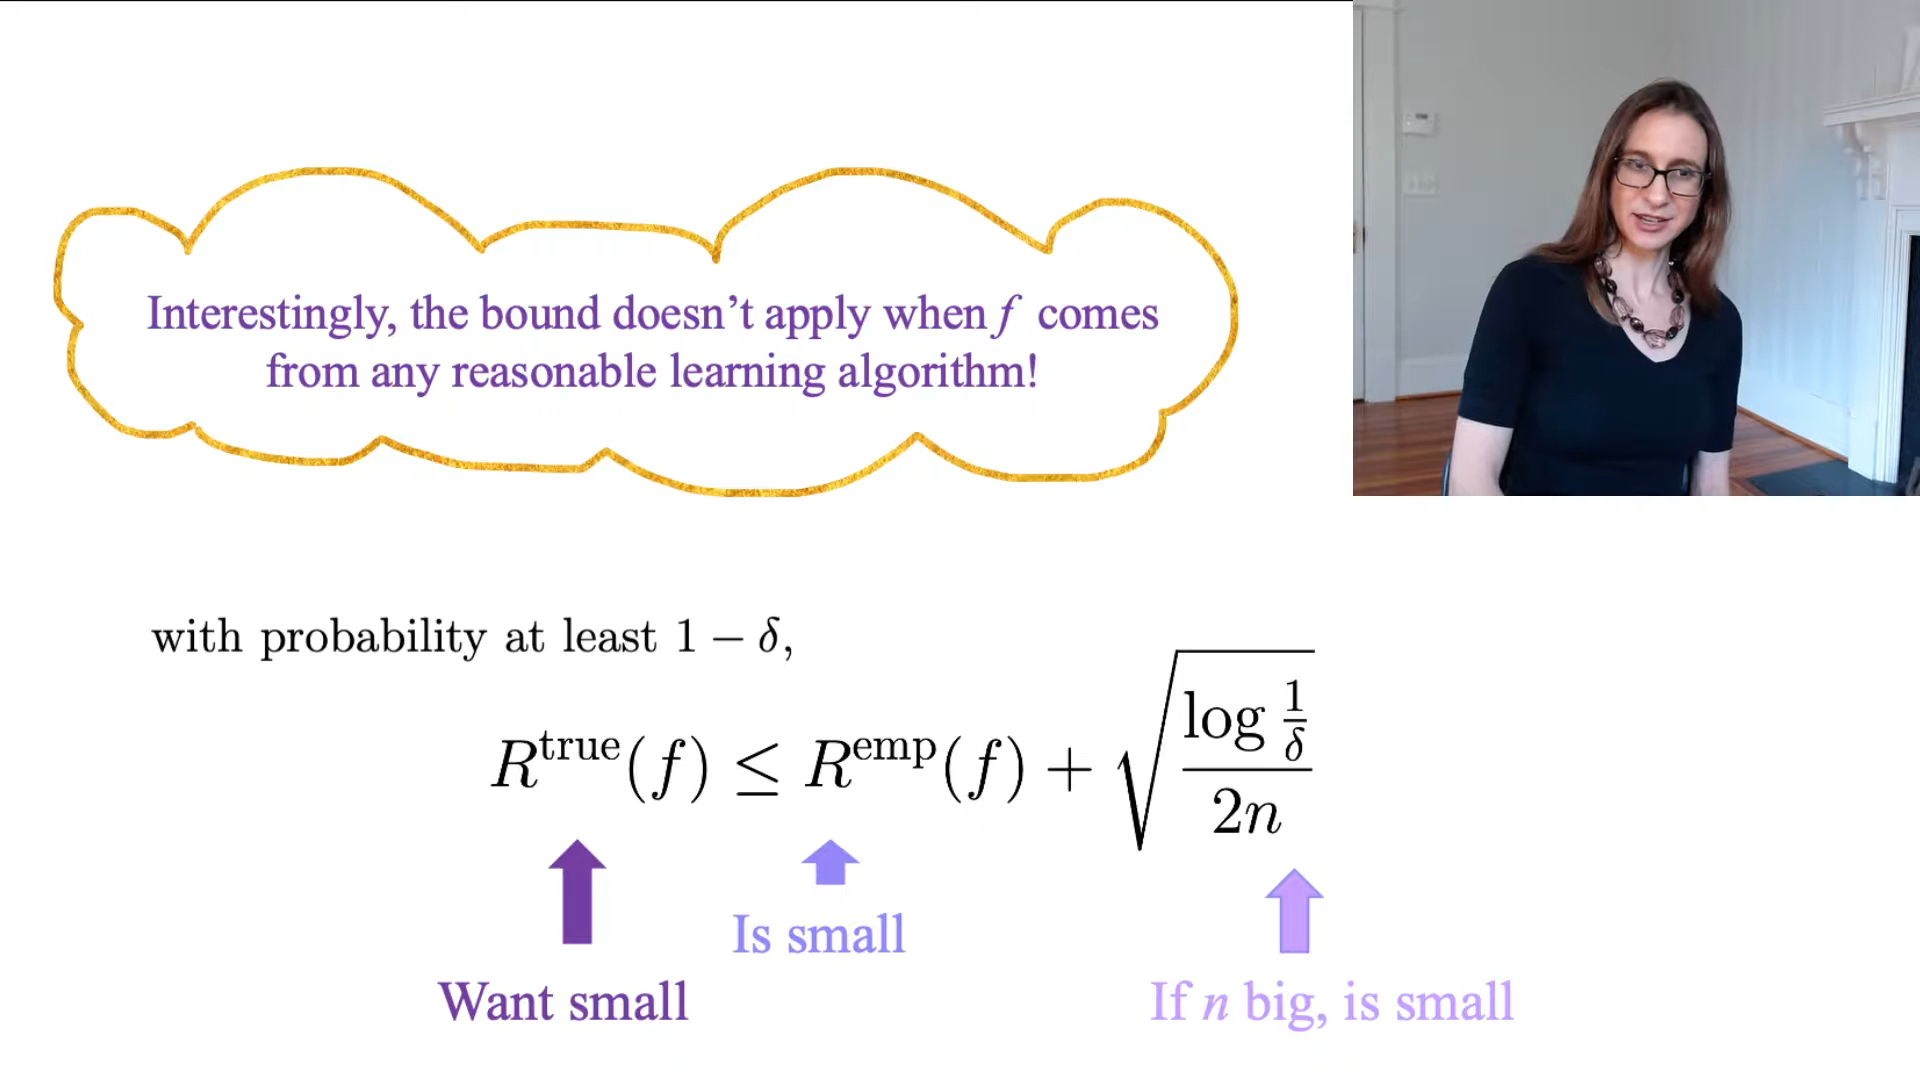 Interestingly, the bound doesn’t apply when f comes
from any reasonable learning algorithm!
with probability at least 1 − δ,
R^true(f) ≤ R^emp(f) + √(log 1/δ / 2n)
Is small
Want small
If n big, is small